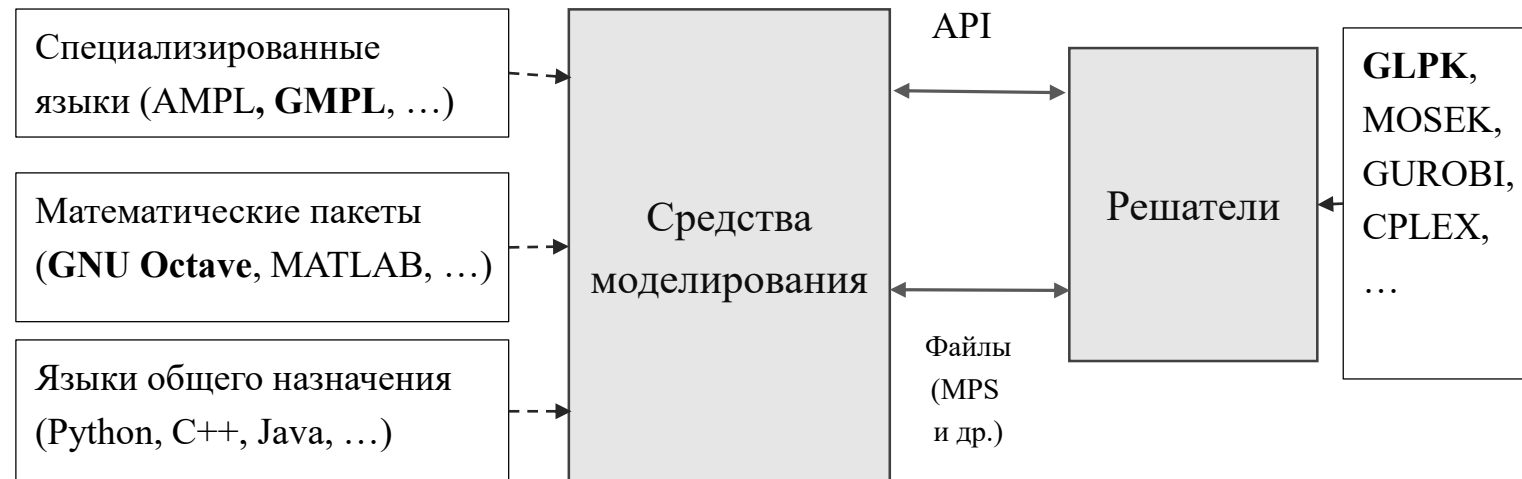 Специализированные
языки (AMPL, GMPL, …)
Математические пакеты
(GNU Octave, MATLAB, …)
Языки общего назначения
(Python, C++, Java, …)
Средства
моделирования
API
Файлы
(MPS
и др.)
Решатели
GLPK,
MOSEK,
GUROBI,
CPLEX,
…